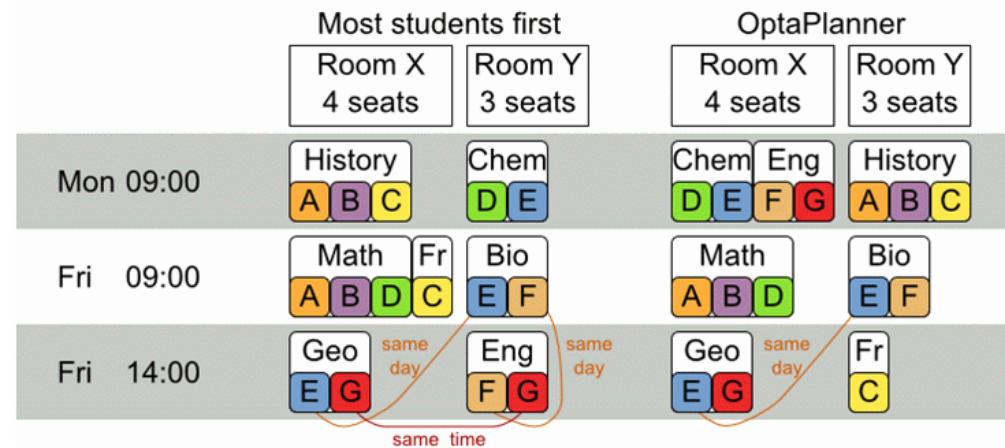 Most students first OptaPlanner
Room X Room Y Room X Room Y
4 seats 3 seats 4 seats 3 seats
History Chem Chem Eng History
Mon 09:00 A B C D E D E F G A B C
Math Fr Bio Math Bio
Fri 09:00 A B D C E F A B D E F
Geo same Eng same Geo same Fr
day day day
Fri 14:00 E G F G E G C
same time